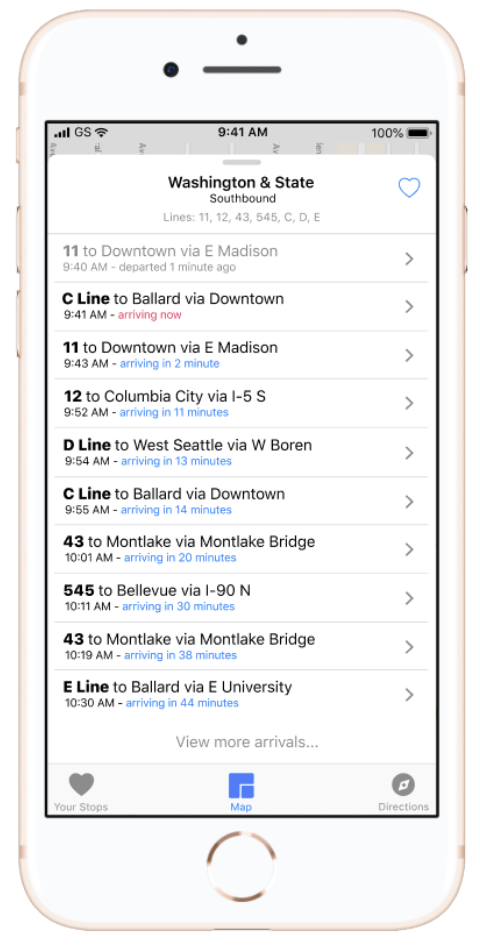 GS 9:41 AM 100%
Washington & State
Southbound
Lines: 11, 12, 43, 545, C, D, E
11 to Downtown via E Madison
9:40 AM - departed 1 minute ago
C Line to Ballard via Downtown
9:41 AM - arriving now
11 to Downtown via E Madison
9:43 AM - arriving in 2 minute
12 to Columbia City via I-5 S
9:52 AM - arriving in 11 minutes
D Line to West Seattle via W Boren
9:54 AM - arriving in 13 minutes
C Line to Ballard via Downtown
9:55 AM - arriving in 14 minutes
43 to Montlake via Montlake Bridge
10:01 AM - arriving in 20 minutes
545 to Bellevue via I-90 N
10:11 AM - arriving in 30 minutes
43 to Montlake via Montlake Bridge
10:19 AM - arriving in 38 minutes
E Line to Ballard via E University
10:30 AM - arriving in 44 minutes
View more arrivals...
Your Stops Map Directions